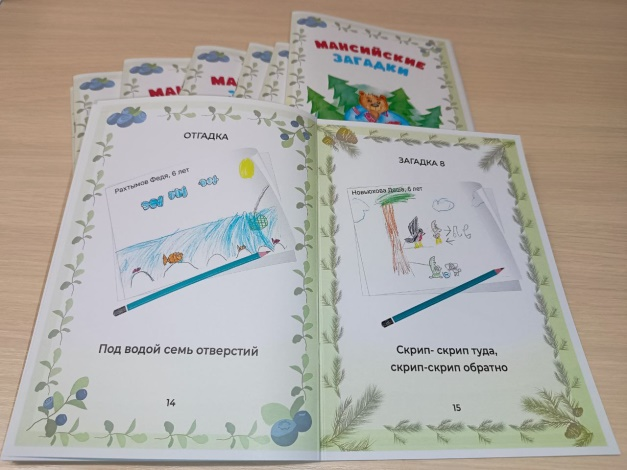 МАНСИЙСКИЕ
ЗАГАДКИ
ОТГАДКА
Рахтымов Федя, 6 лет
Под водой семь отверстий
14
ЗАГАДКА 8
Новьюхова Даша, 6 лет
Скрип- скрип туда,
скрип-скрип обратно
15